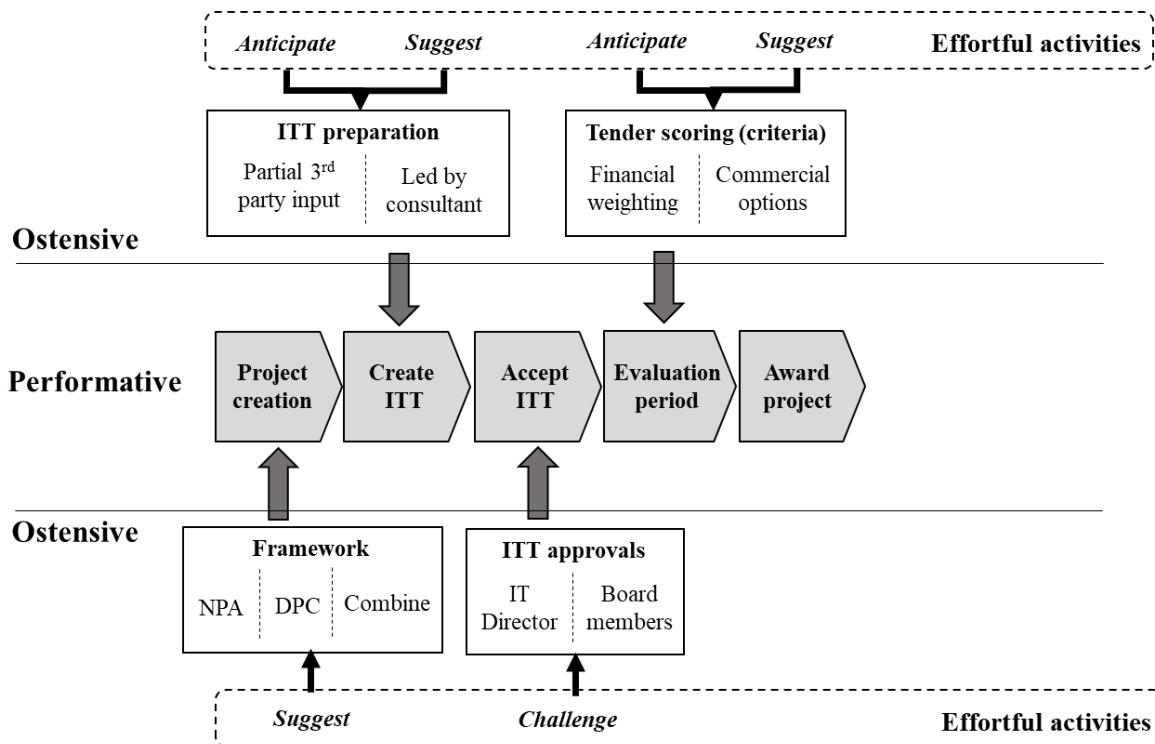 Anticipate Suggest Anticipate Suggest Effortful activities
ITT preparation
Partial 3rd
party input
Led by
consultant
Tender scoring (criteria)
Financial
weighting
Commercial
options
Ostensive
Performative
Project
creation
Create
ITT
Accept
ITT
Evaluation
period
Award
project
Ostensive
Framework
NPA DPC Combine
ITT approvals
IT
Director
Board
members
Suggest Challenge Effortful activities